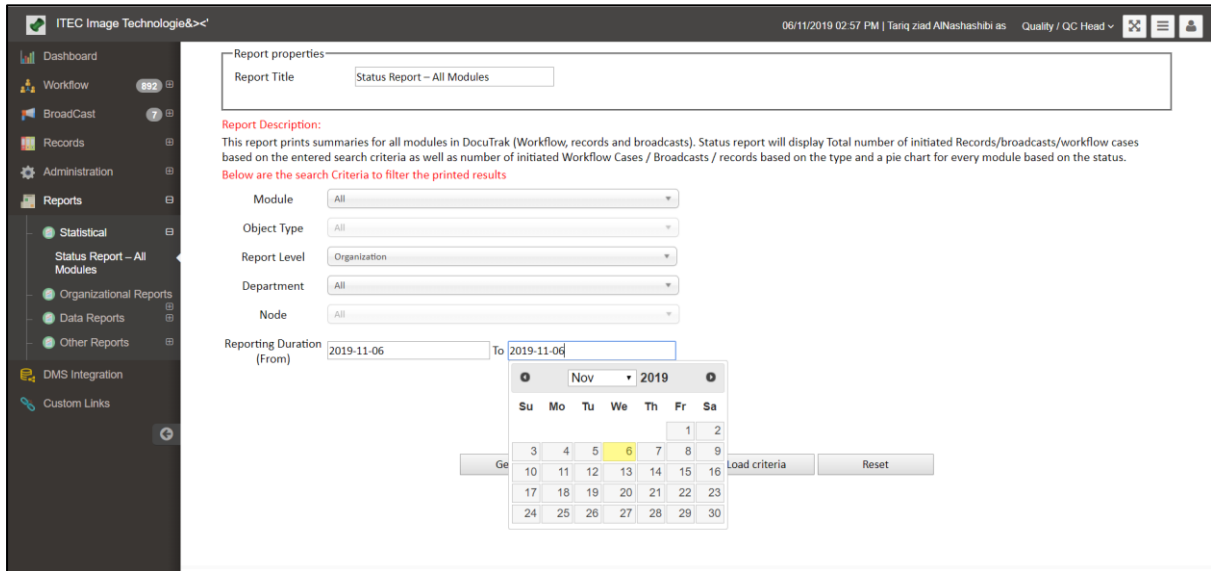 ITEC Image Technologie&><'
06/11/2019 02:57 PM | Tariq ziad AlNashashibi as Quality / QC Head
Dashboard
Workflow 892
BroadCast 7
Records
Administration
Reports
Statistical
Status Report – All
Modules
Organizational Reports
Data Reports
Other Reports
DMS Integration
Custom Links
Report properties
Report Title Status Report – All Modules
Report Description:
This report prints summaries for all modules in DocuTrak (Workflow, records and broadcasts). Status report will display Total number of initiated Records/broadcasts/workflow cases
based on the entered search criteria as well as number of initiated Workflow Cases / Broadcasts / records based on the type and a pie chart for every module based on the status.
Below are the search Criteria to filter the printed results
Module All
Object Type All
Report Level Organization
Department All
Node All
Reporting Duration
(From) 2019-11-06 To 2019-11-06
Nov 2019
Su Mo Tu We Th Fr Sa
1 2
3 4 5 6 7 8 9
10 11 12 13 14 15 16
17 18 19 20 21 22 23
24 25 26 27 28 29 30
Ge
Load criteria
Reset